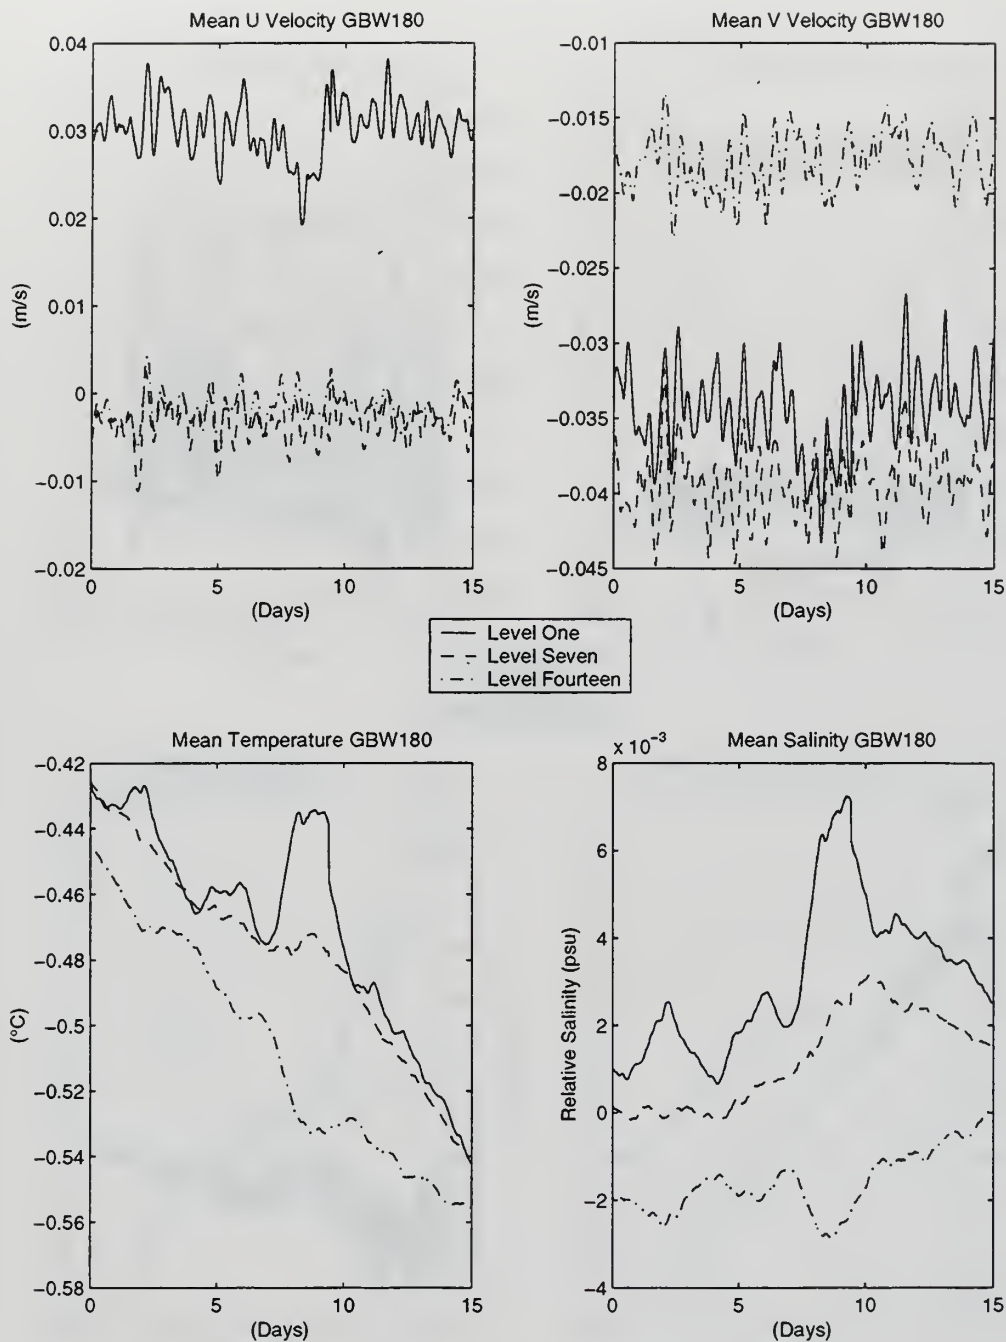 Mean U Velocity GBW180
Mean V Velocity GBW180
0.04
0.03
0.02
0.01
0
−0.01
−0.02
(m/s)
0
5
10
15
(Days)
−0.01
−0.015
−0.02
−0.025
−0.03
−0.035
−0.04
−0.045
(m/s)
0
5
10
15
(Days)
Level One
Level Seven
Level Fourteen
Mean Temperature GBW180
x 10⁻³
Mean Salinity GBW180
−0.42
−0.44
−0.46
−0.48
−0.5
−0.52
−0.54
−0.56
−0.58
(°C)
0
5
10
15
(Days)
8
6
4
2
0
−2
−4
Relative Salinity (psu)
0
5
10
15
(Days)